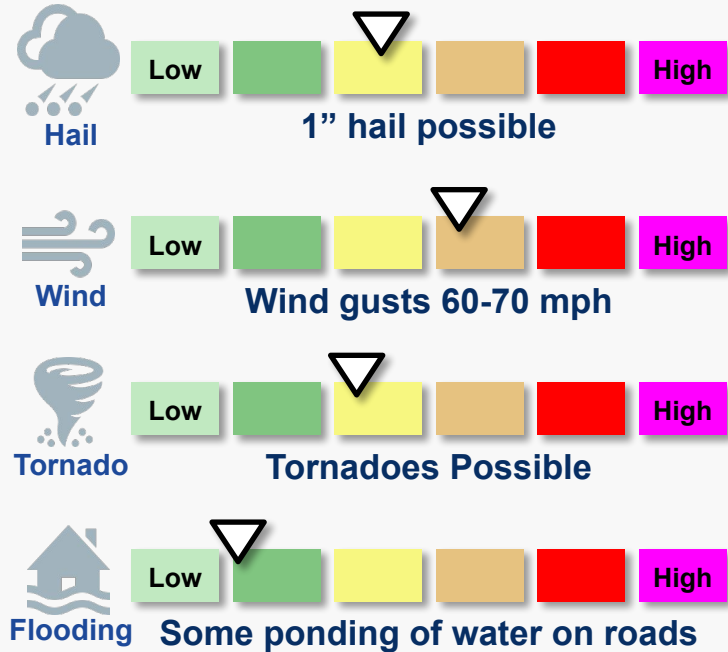 Low High
Hail
1” hail possible
Low High
Wind
Wind gusts 60-70 mph
Low High
Tornado
Tornadoes Possible
Low High
Flooding
Some ponding of water on roads